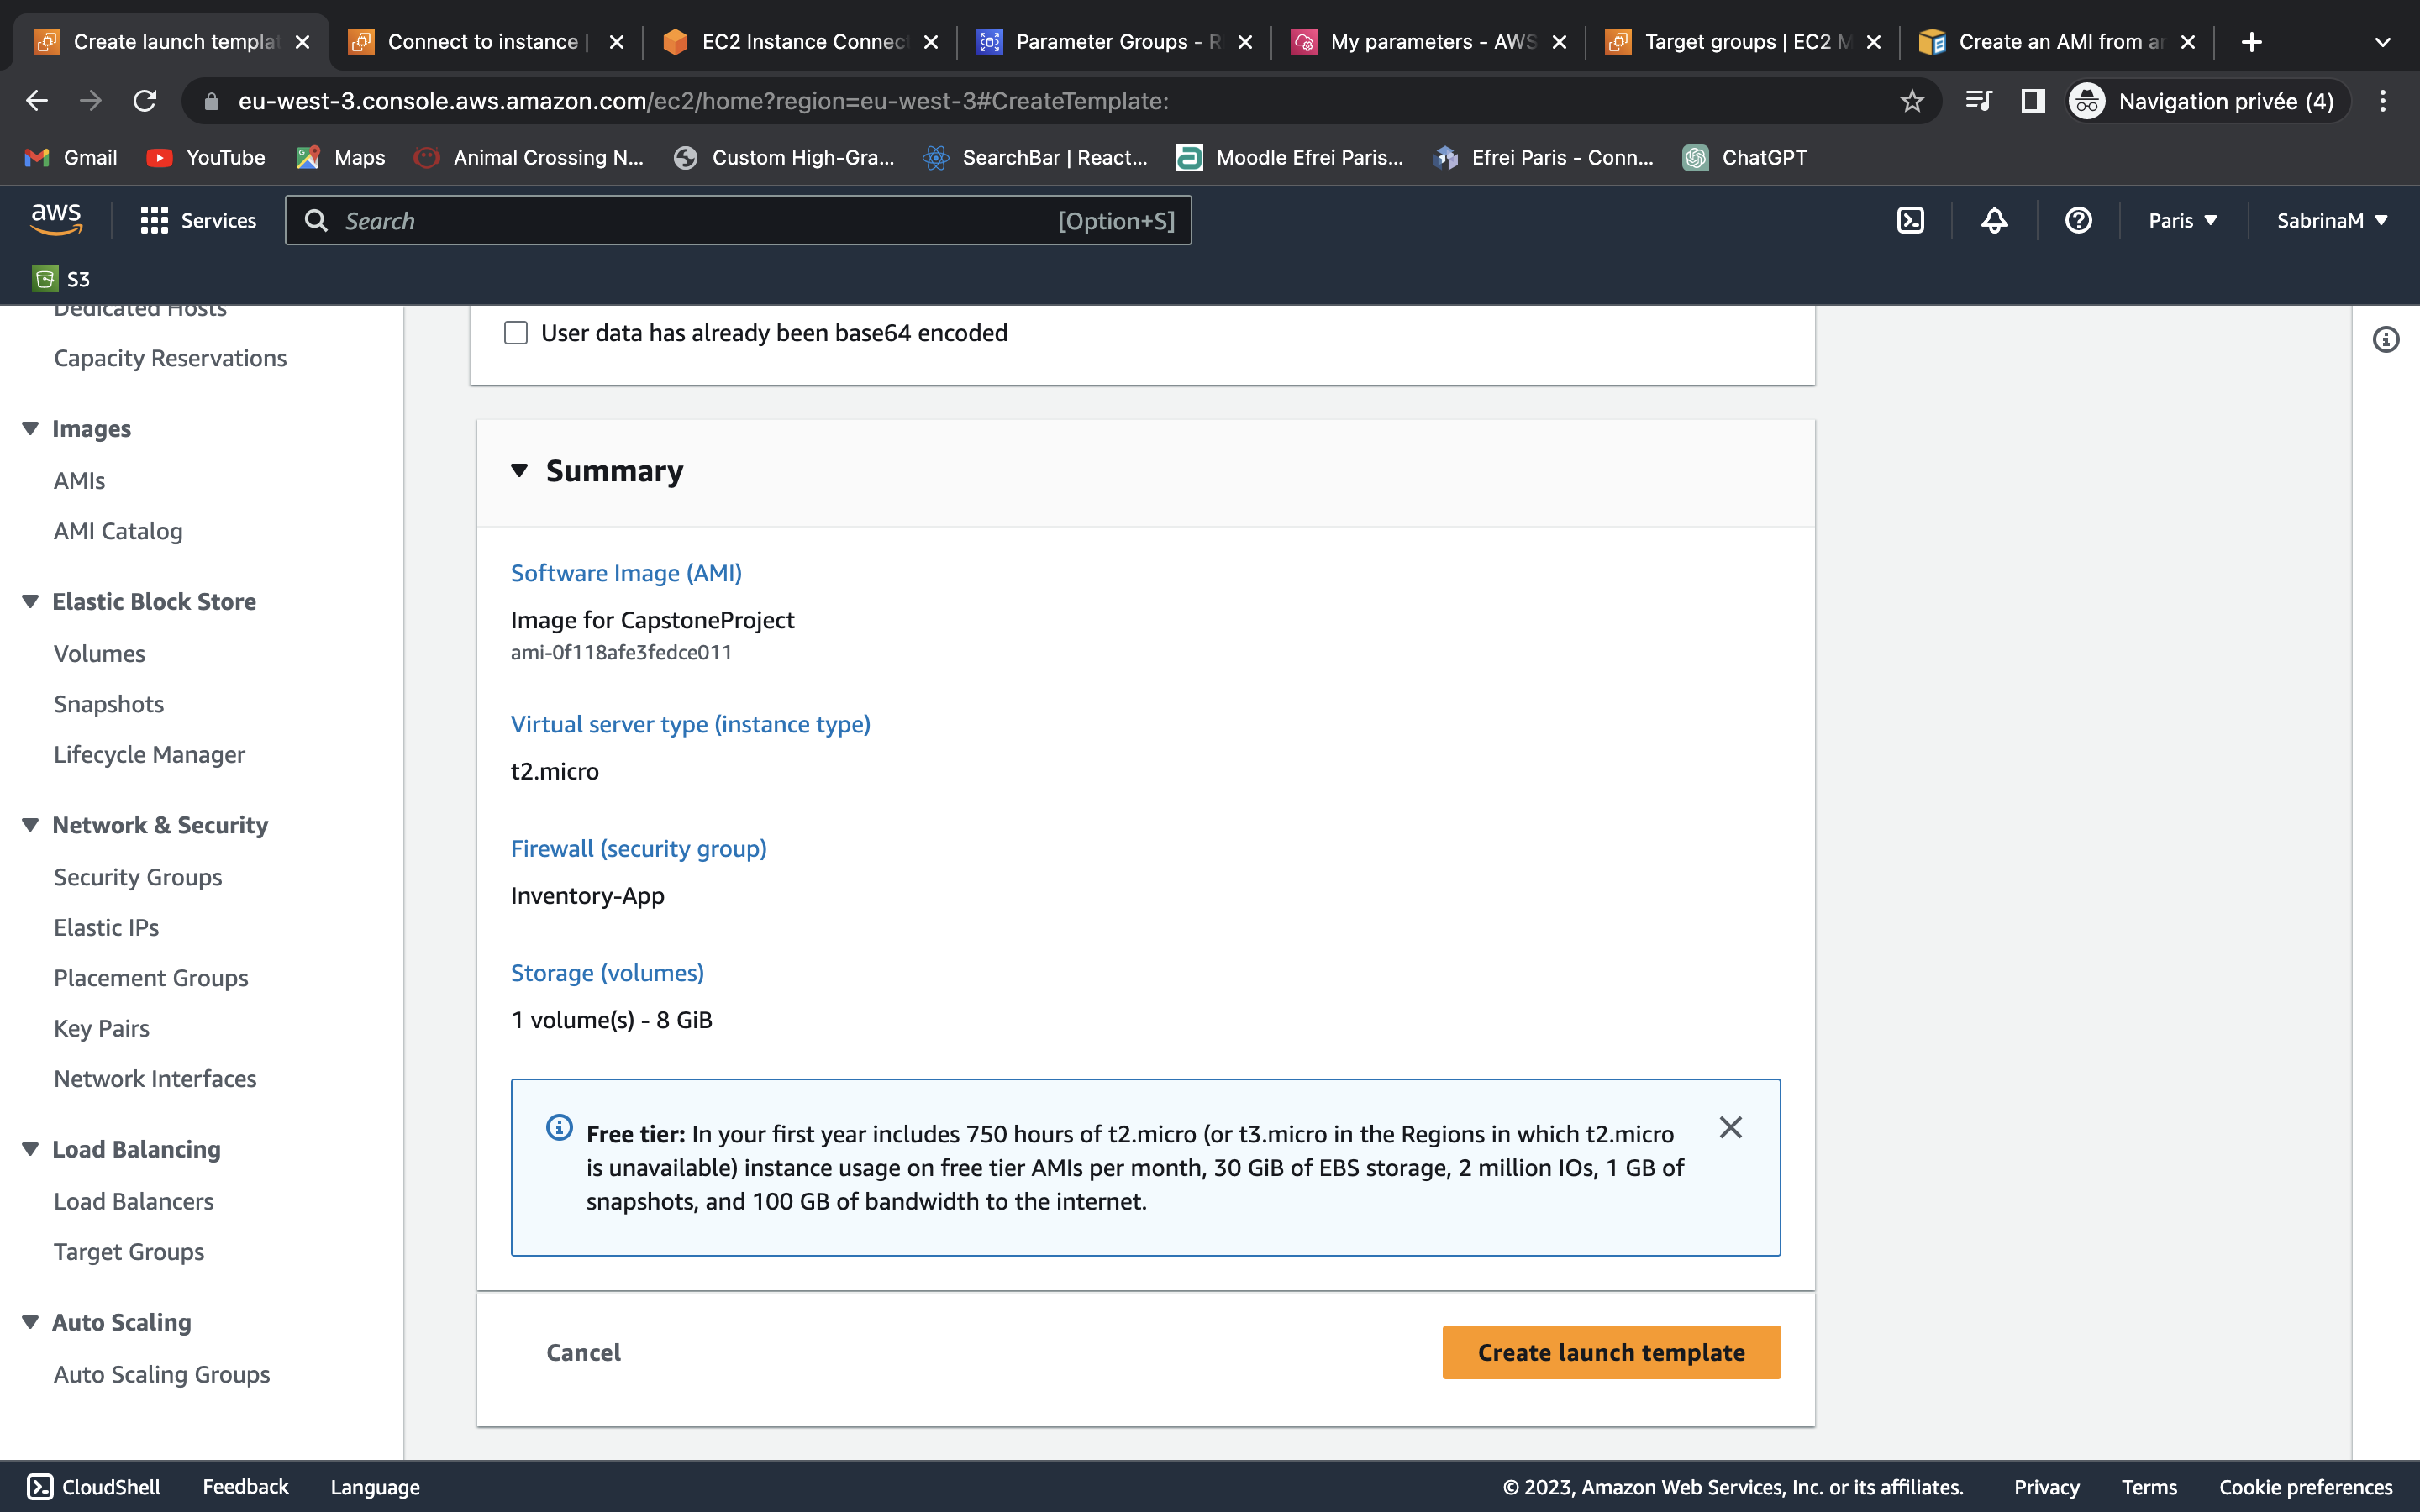 Create launch templat
Connect to instance |
EC2 Instance Connec
Parameter Groups - R
My parameters - AWS
Target groups | EC2 M
Create an AMI from ar
eu-west-3.console.aws.amazon.com/ec2/home?region=eu-west-3#CreateTemplate:
Navigation privée (4)
Gmail
YouTube
Maps
Animal Crossing N...
Custom High-Gra...
SearchBar | React...
Moodle Efrei Paris...
Efrei Paris - Conn...
ChatGPT
aws
Services
Search
[Option+S]
Paris
SabrinaM
S3
Dedicated Hosts
Capacity Reservations
Images
AMIs
AMI Catalog
Elastic Block Store
Volumes
Snapshots
Lifecycle Manager
Network & Security
Security Groups
Elastic IPs
Placement Groups
Key Pairs
Network Interfaces
Load Balancing
Load Balancers
Target Groups
Auto Scaling
Auto Scaling Groups
User data has already been base64 encoded
Summary
Software Image (AMI)
Image for CapstoneProject
ami-0f118afe3fedce011
Virtual server type (instance type)
t2.micro
Firewall (security group)
Inventory-App
Storage (volumes)
1 volume(s) - 8 GiB
Free tier: In your first year includes 750 hours of t2.micro (or t3.micro in the Regions in which t2.micro
is unavailable) instance usage on free tier AMIs per month, 30 GiB of EBS storage, 2 million IOs, 1 GB of
snapshots, and 100 GB of bandwidth to the internet.
Cancel
Create launch template
CloudShell
Feedback
Language
© 2023, Amazon Web Services, Inc. or its affiliates.
Privacy
Terms
Cookie preferences